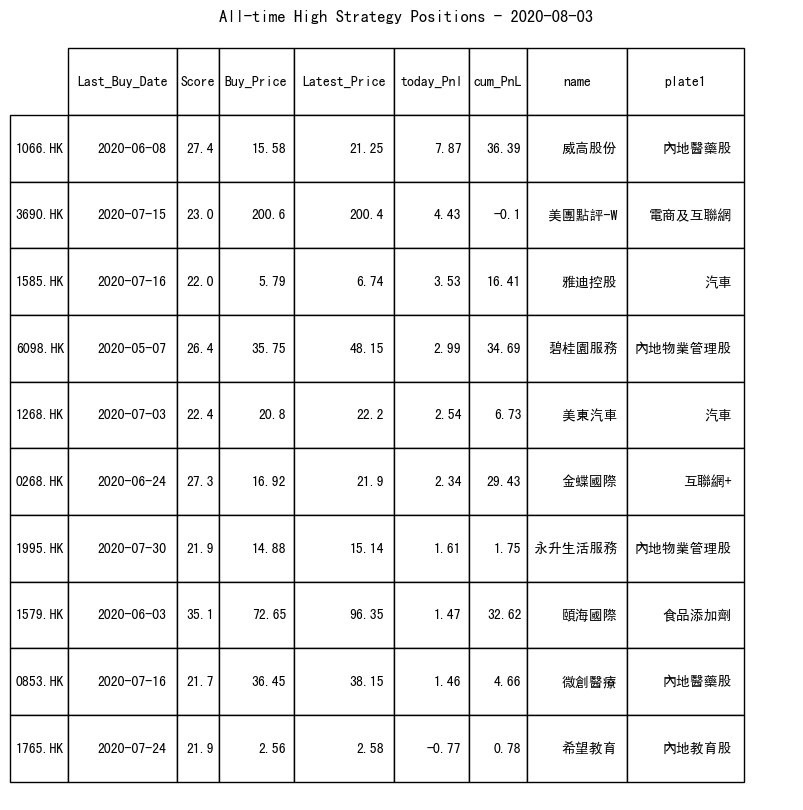 All-time High Strategy Positions - 2020-08-03
Last_Buy_Date Score Buy_Price Latest_Price today_Pnl cum_PnL name plate1
1066.HK 2020-06-08 27.4 15.58 21.25 7.87 36.39 威高股份 內地醫藥股
3690.HK 2020-07-15 23.0 200.6 200.4 4.43 -0.1 美團點評-W 電商及互聯網
1585.HK 2020-07-16 22.0 5.79 6.74 3.53 16.41 雅迪控股 汽車
6098.HK 2020-05-07 26.4 35.75 48.15 2.99 34.69 碧桂園服務 內地物業管理股
1268.HK 2020-07-03 22.4 20.8 22.2 2.54 6.73 美東汽車 汽車
0268.HK 2020-06-24 27.3 16.92 21.9 2.34 29.43 金蝶國際 互聯網+
1995.HK 2020-07-30 21.9 14.88 15.14 1.61 1.75 永升生活服務 內地物業管理股
1579.HK 2020-06-03 35.1 72.65 96.35 1.47 32.62 頤海國際 食品添加劑
0853.HK 2020-07-16 21.7 36.45 38.15 1.46 4.66 微創醫療 內地醫藥股
1765.HK 2020-07-24 21.9 2.56 2.58 -0.77 0.78 希望教育 內地教育股